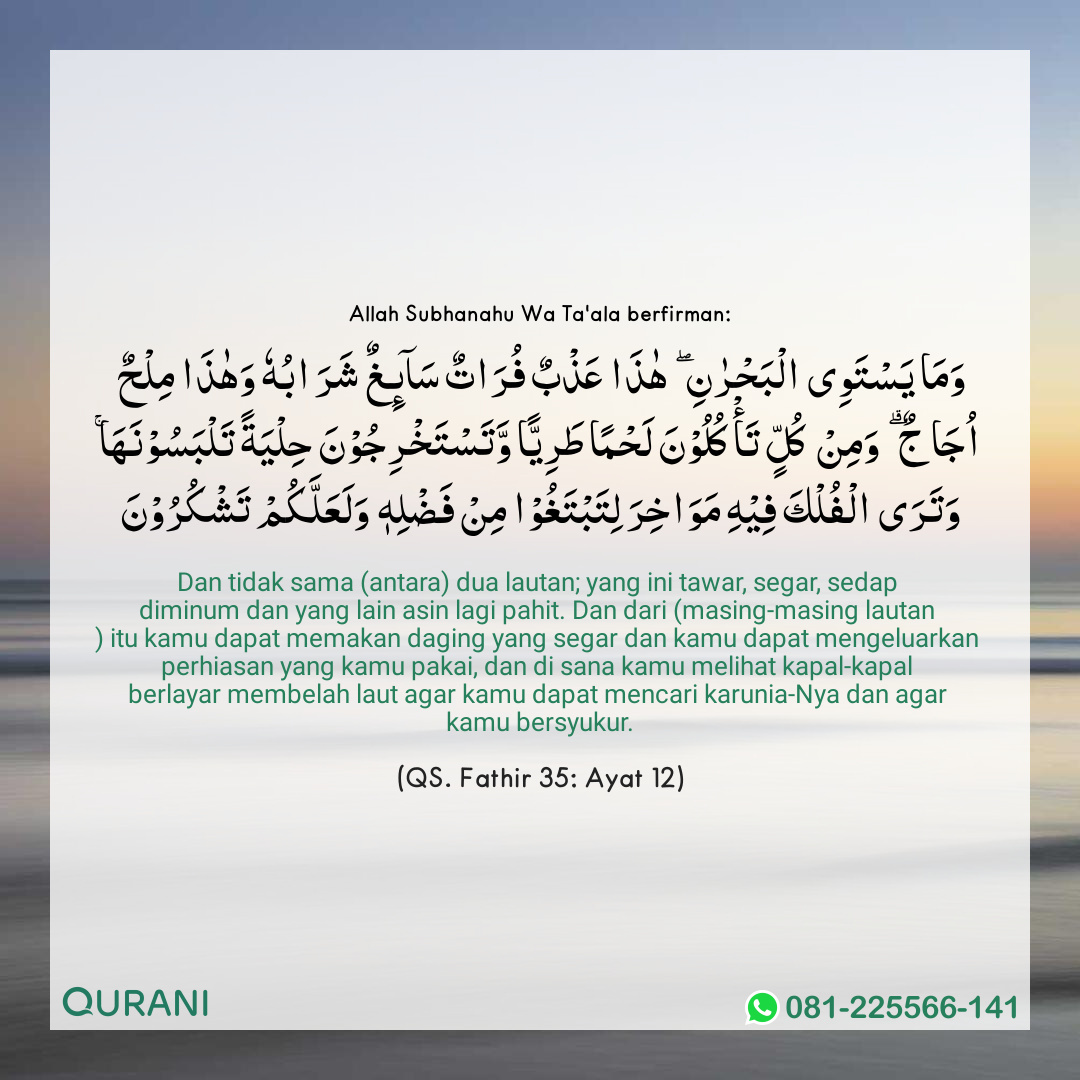 Allah Subhanahu Wa Ta'ala berfirman:
وَمَا يَسْتَوِى الْبَحْرٰنِ ۖ هٰذَا عَذْبٌ فُرَاتٌ سَآئِغٌ شَرَابُهٗ وَهٰذَا مِلْحٌ
اُجَاجٌ ۗ وَمِنْ كُلٍّ تَأْكُلُوْنَ لَحْمًا طَرِيًّا وَّتَسْتَخْرِجُوْنَ حِلْيَةً تَلْبَسُوْنَهَا ۚ
وَتَرَى الْفُلْكَ فِيْهِ مَوَاخِرَ لِتَبْتَغُوْا مِنْ فَضْلِهٖ وَلَعَلَّكُمْ تَشْكُرُوْنَ
Dan tidak sama (antara) dua lautan; yang ini tawar, segar, sedap
diminum dan yang lain asin lagi pahit. Dan dari (masing-masing lautan
) itu kamu dapat memakan daging yang segar dan kamu dapat mengeluarkan
perhiasan yang kamu pakai, dan di sana kamu melihat kapal-kapal
berlayar membelah laut agar kamu dapat mencari karunia-Nya dan agar
kamu bersyukur.
(QS. Fathir 35: Ayat 12)
QURANI
081-225566-141